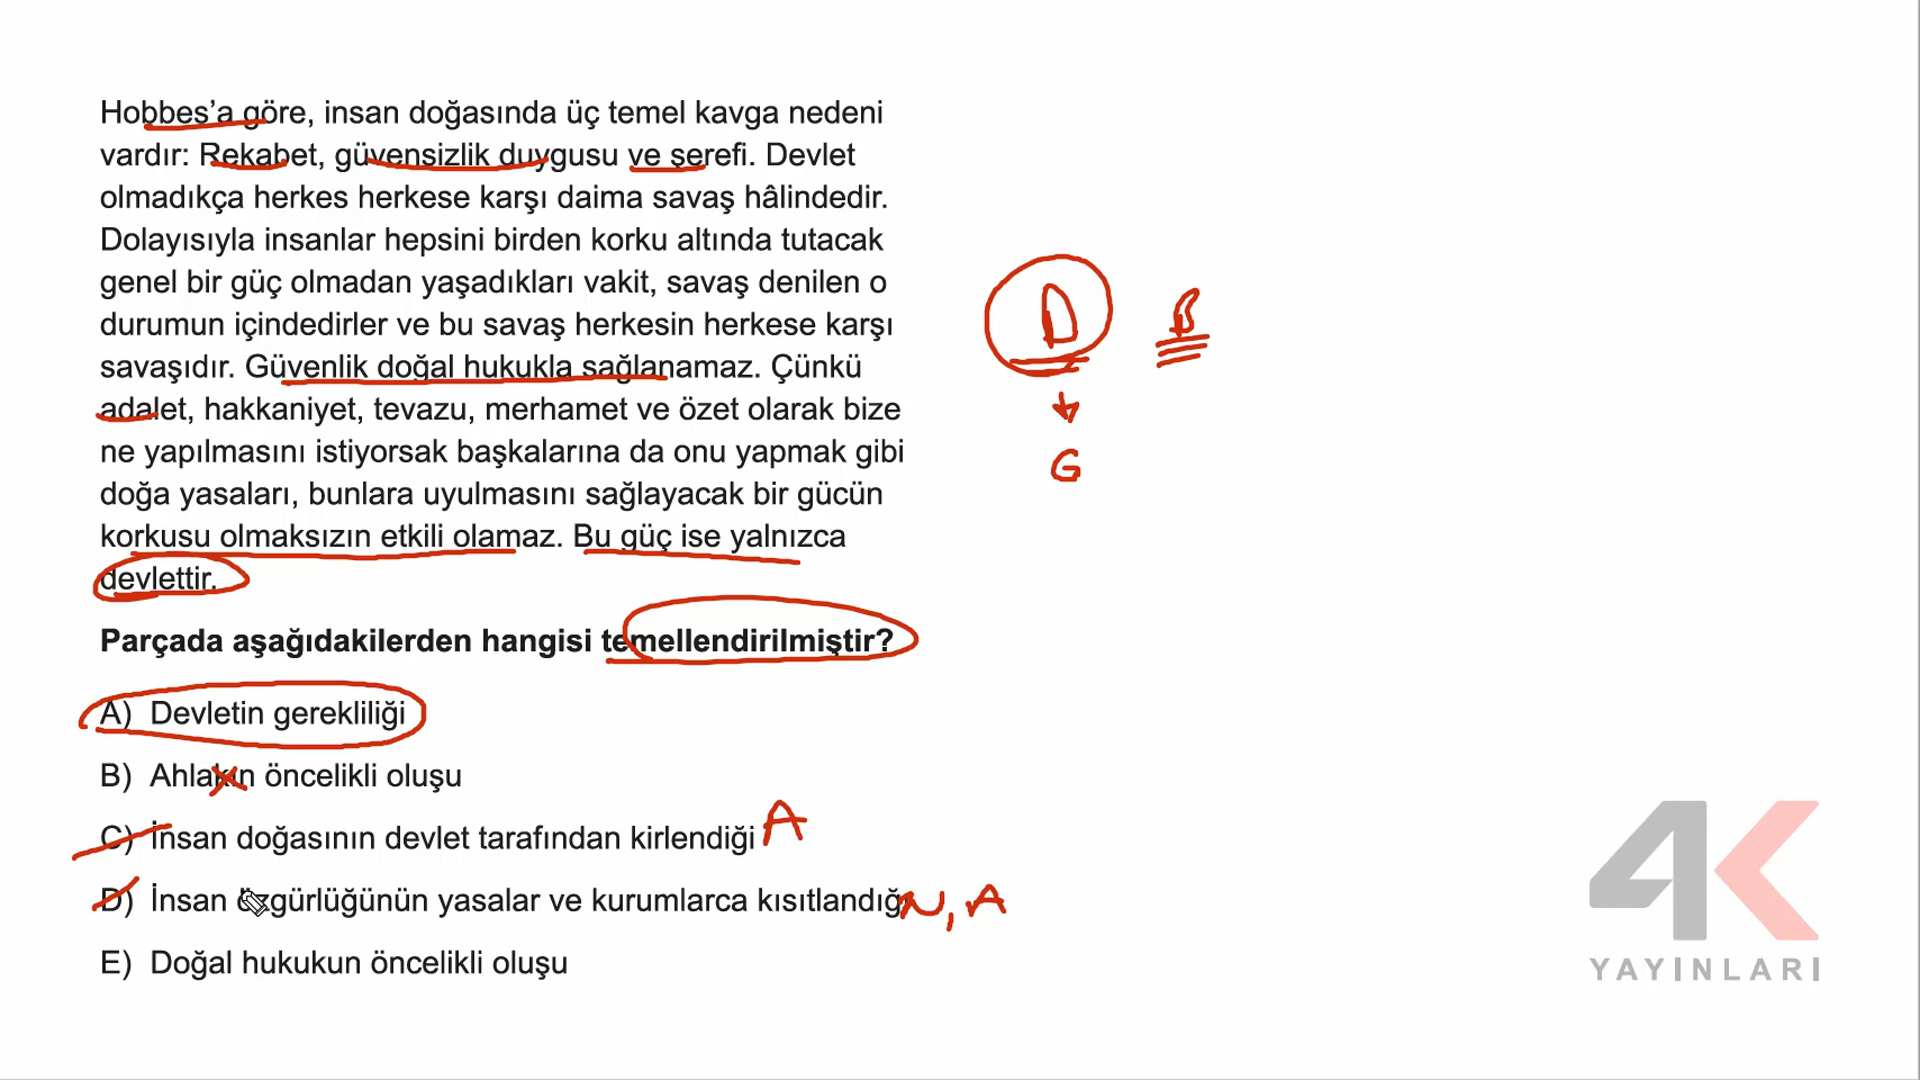 Hobbes’a göre, insan doğasında üç temel kavga nedeni
vardır: Rekabet, güvensizlik duygusu ve şerefi. Devlet
olmadıkça herkes herkese karşı daima savaş hâlindedir.
Dolayısıyla insanlar hepsini birden korku altında tutacak
genel bir güç olmadan yaşadıkları vakit, savaş denilen o
durumun içindedirler ve bu savaş herkesin herkese karşı
savaşıdır. Güvenlik doğal hukukla sağlanamaz. Çünkü
adalet, hakkaniyet, tevazu, merhamet ve özet olarak bize
ne yapılmasını istiyorsak başkalarına da onu yapmak gibi
doğa yasaları, bunlara uyulmasını sağlayacak bir gücün
korkusu olmaksızın etkili olamaz. Bu güç ise yalnızca
devlettir.
D B
G
Parçada aşağıdakilerden hangisi temellendirilmiştir?
A) Devletin gerekliliği
B) Ahlakın öncelikli oluşu
C) İnsan doğasının devlet tarafından kirlendiği A
D) İnsan özgürlüğünün yasalar ve kurumlarca kısıtlandığı N, A
E) Doğal hukukun öncelikli oluşu
4K
YAYINLARI